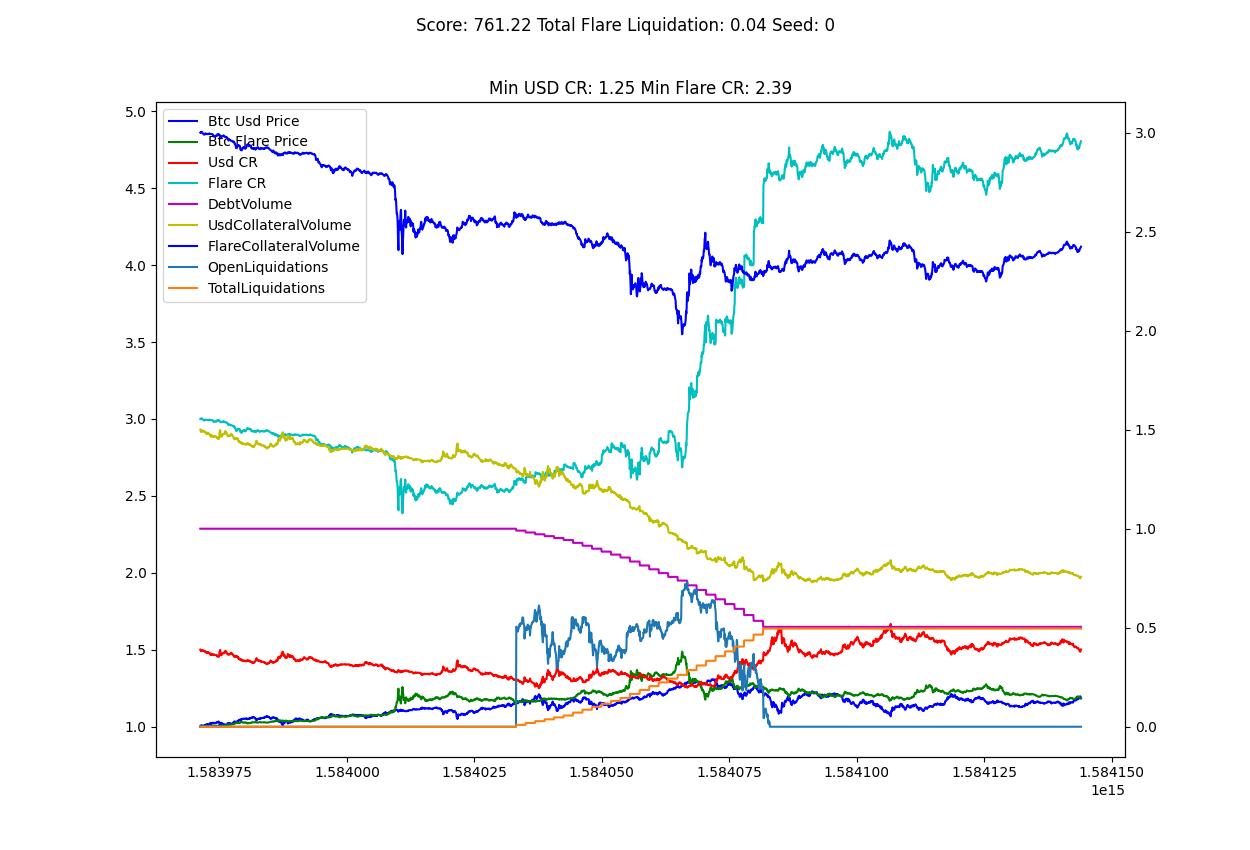 Score: 761.22 Total Flare Liquidation: 0.04 Seed: 0
Min USD CR: 1.25 Min Flare CR: 2.39
Btc Usd Price
Btc Flare Price
Usd CR
Flare CR
DebtVolume
UsdCollateralVolume
FlareCollateralVolume
OpenLiquidations
TotalLiquidations
5.0
4.5
4.0
3.5
3.0
2.5
2.0
1.5
1.0
3.0
2.5
2.0
1.5
1.0
0.5
0.0
1.583975 1.584000 1.584025 1.584050 1.584075 1.584100 1.584125 1.584150
1e15